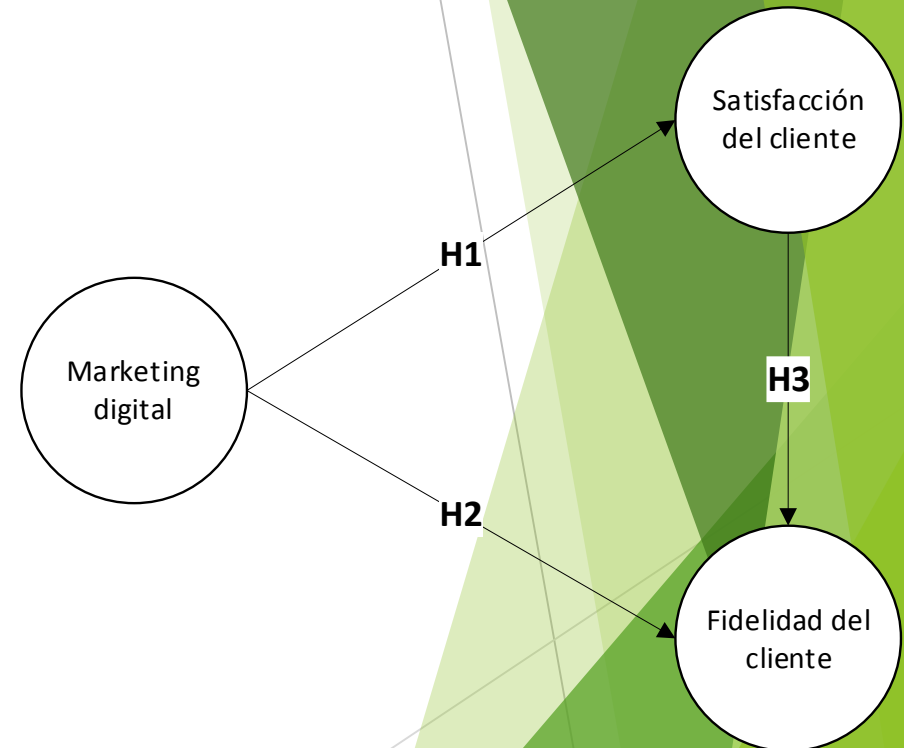 Satisfacción
del cliente
H1
Marketing
digital
H3
H2
Fidelidad del
cliente